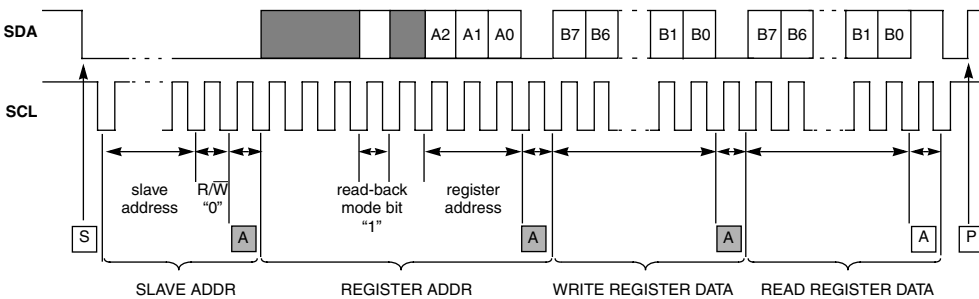 SDA
A2 A1 A0 B7 B6 B1 B0 B7 B6 B1 B0 P
SCL
slave address
R/W̅ "0"
read-back mode bit "1"
register address
S A A A A P
SLAVE ADDR REGISTER ADDR WRITE REGISTER DATA READ REGISTER DATA